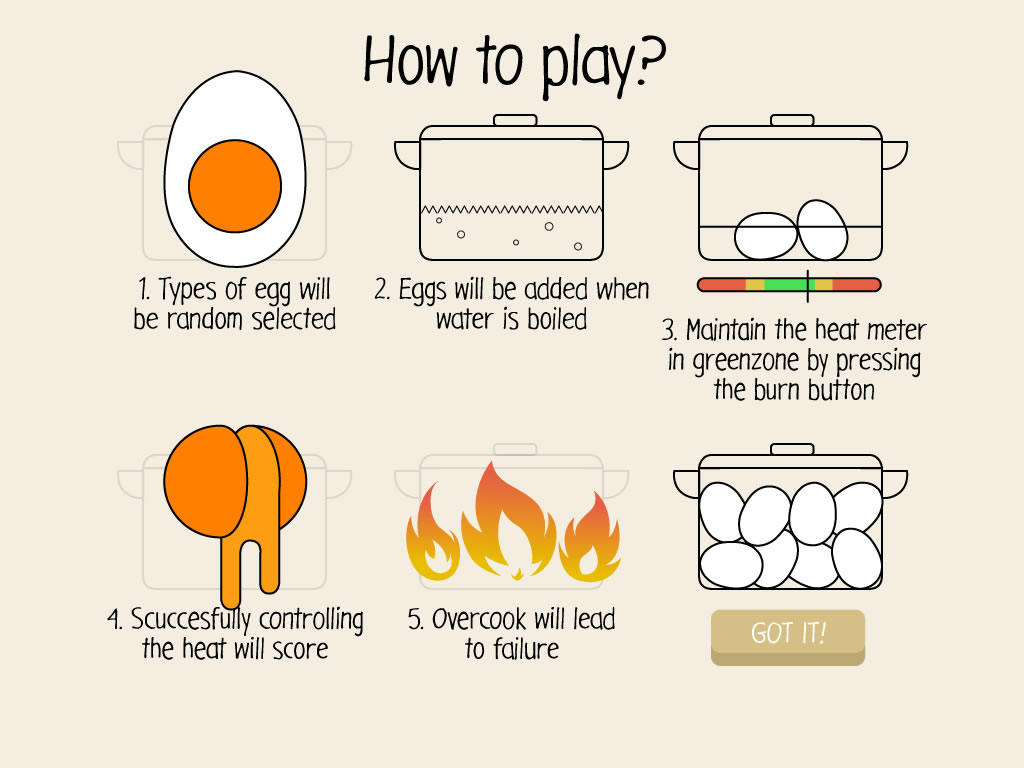 How to play?
1. Types of egg will
be random selected
2. Eggs will be added when
water is boiled
3. Maintain the heat meter
in greenzone by pressing
the burn button
4. Scuccesfully controlling
the heat will score
5. Overcook will lead
to failure
GOT IT!